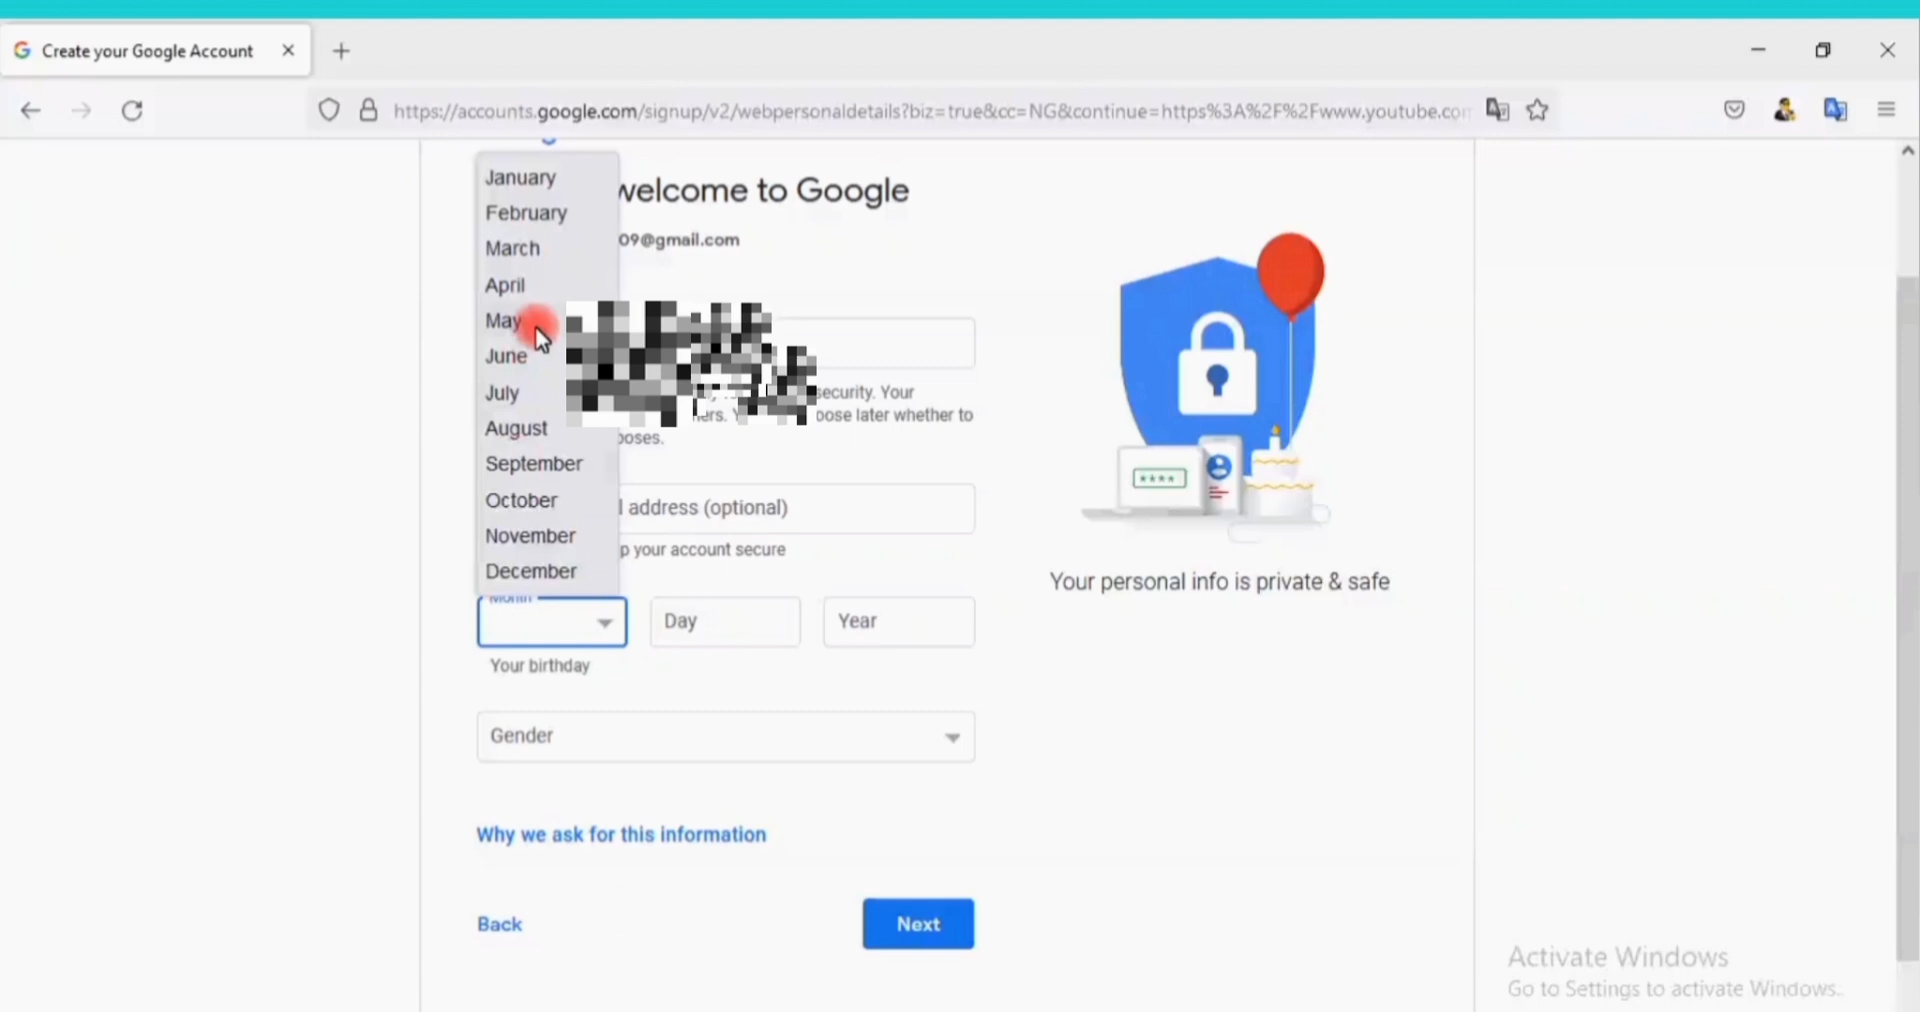 Create your Google Account
https://accounts.google.com/signup/v2/webpersonaldetails?biz=true&cc=NG&continue=https%3A%2F%2Fwww.youtube.com
January
February
March
April
May
June
July
August
September
October
November
December
welcome to Google
09@gmail.com
security. Your
oose later whether to
poses.
l address (optional)
p your account secure
Month
Day
Year
Your birthday
Gender
Why we ask for this information
Back
Next
****
Your personal info is private & safe
Activate Windows
Go to Settings to activate Windows.